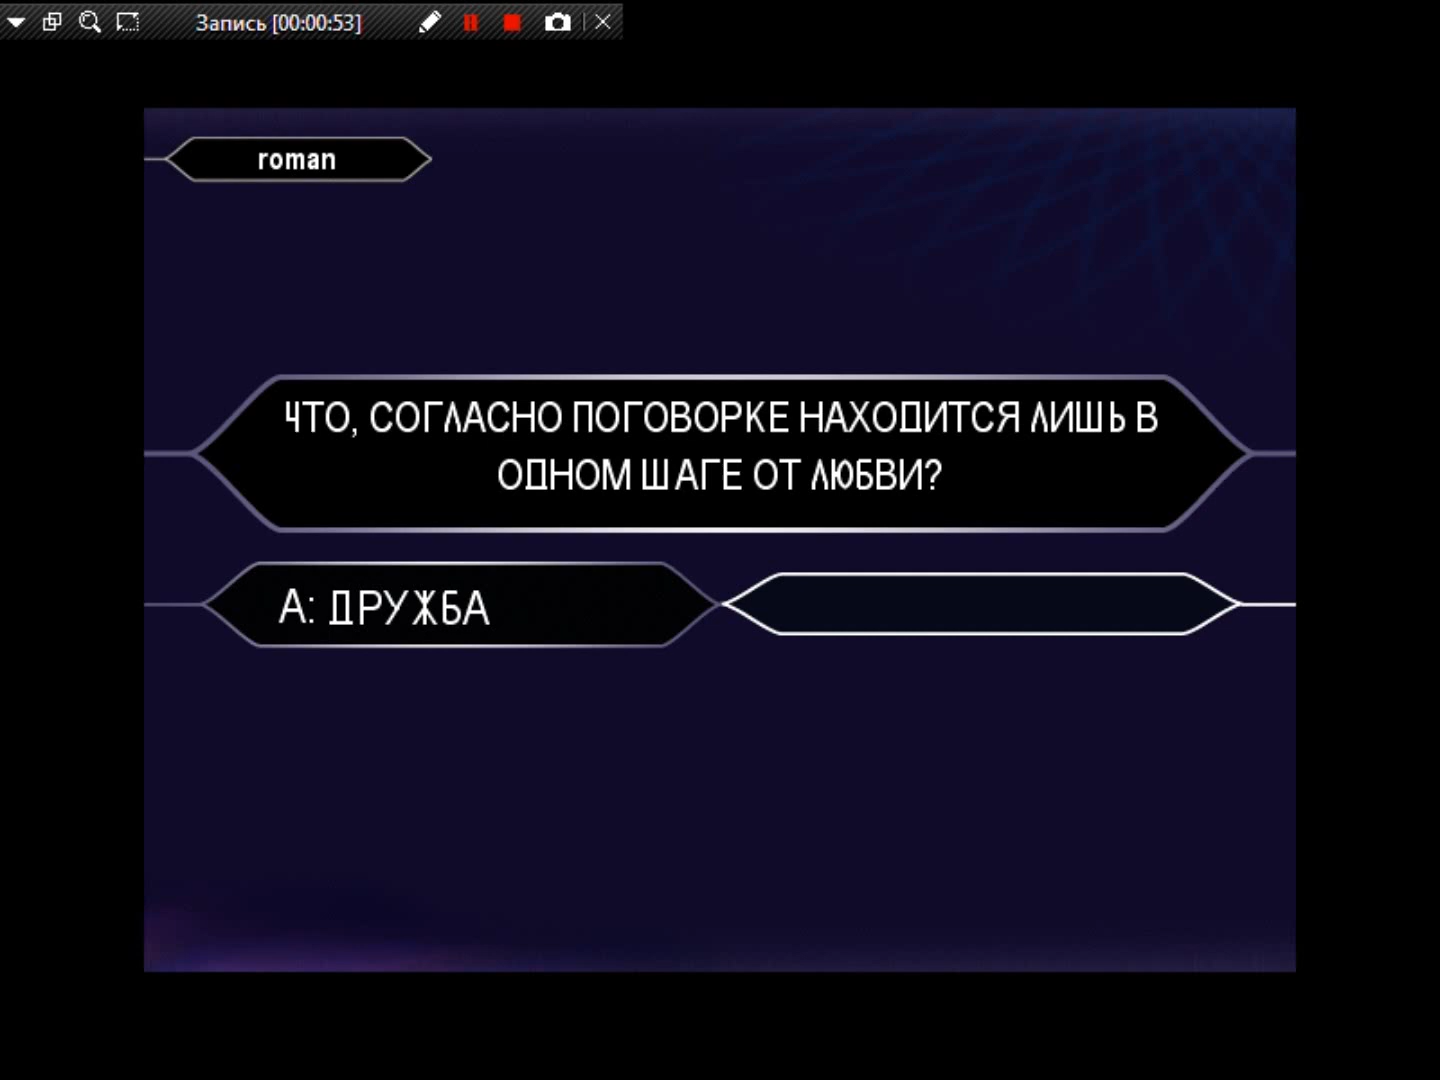 Запись [00:00:53]
roman
ЧТО, СОГЛАСНО ПОГОВОРКЕ НАХОДИТСЯ ЛИШЬ В
ОДНОМ ШАГЕ ОТ ЛЮБВИ?
А: ДРУЖБА